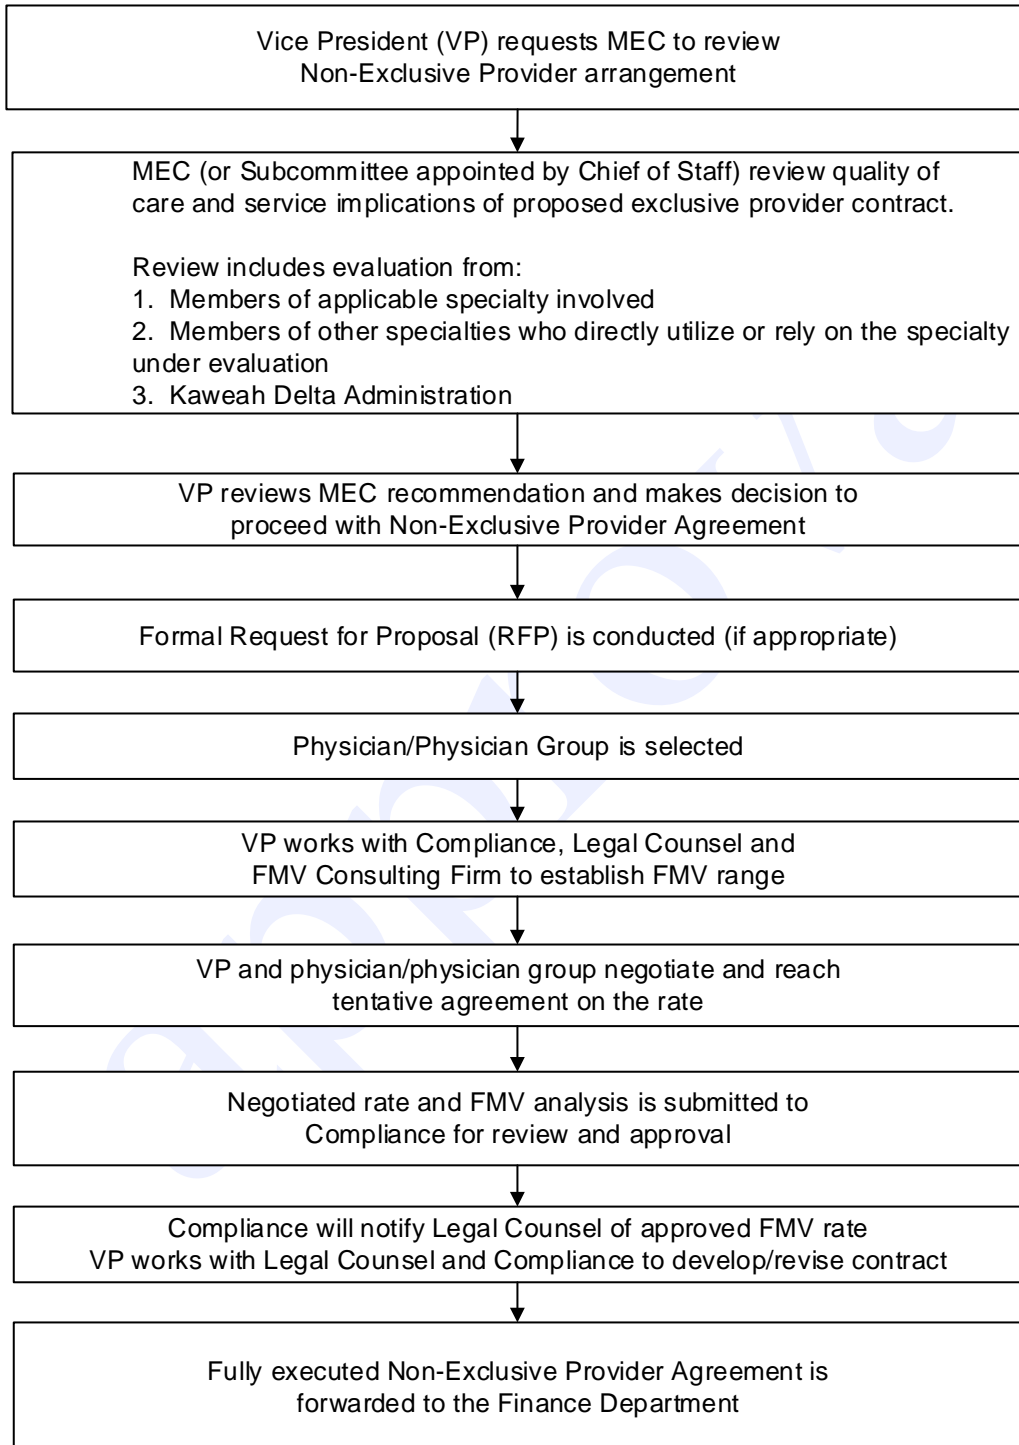 Vice President (VP) requests MEC to review
Non-Exclusive Provider arrangement
MEC (or Subcommittee appointed by Chief of Staff) review quality of
care and service implications of proposed exclusive provider contract.
Review includes evaluation from:
1. Members of applicable specialty involved
2. Members of other specialties who directly utilize or rely on the specialty
under evaluation
3. Kaweah Delta Administration
VP reviews MEC recommendation and makes decision to
proceed with Non-Exclusive Provider Agreement
Formal Request for Proposal (RFP) is conducted (if appropriate)
Physician/Physician Group is selected
VP works with Compliance, Legal Counsel and
FMV Consulting Firm to establish FMV range
VP and physician/physician group negotiate and reach
tentative agreement on the rate
Negotiated rate and FMV analysis is submitted to
Compliance for review and approval
Compliance will notify Legal Counsel of approved FMV rate
VP works with Legal Counsel and Compliance to develop/revise contract
Fully executed Non-Exclusive Provider Agreement is
forwarded to the Finance Department